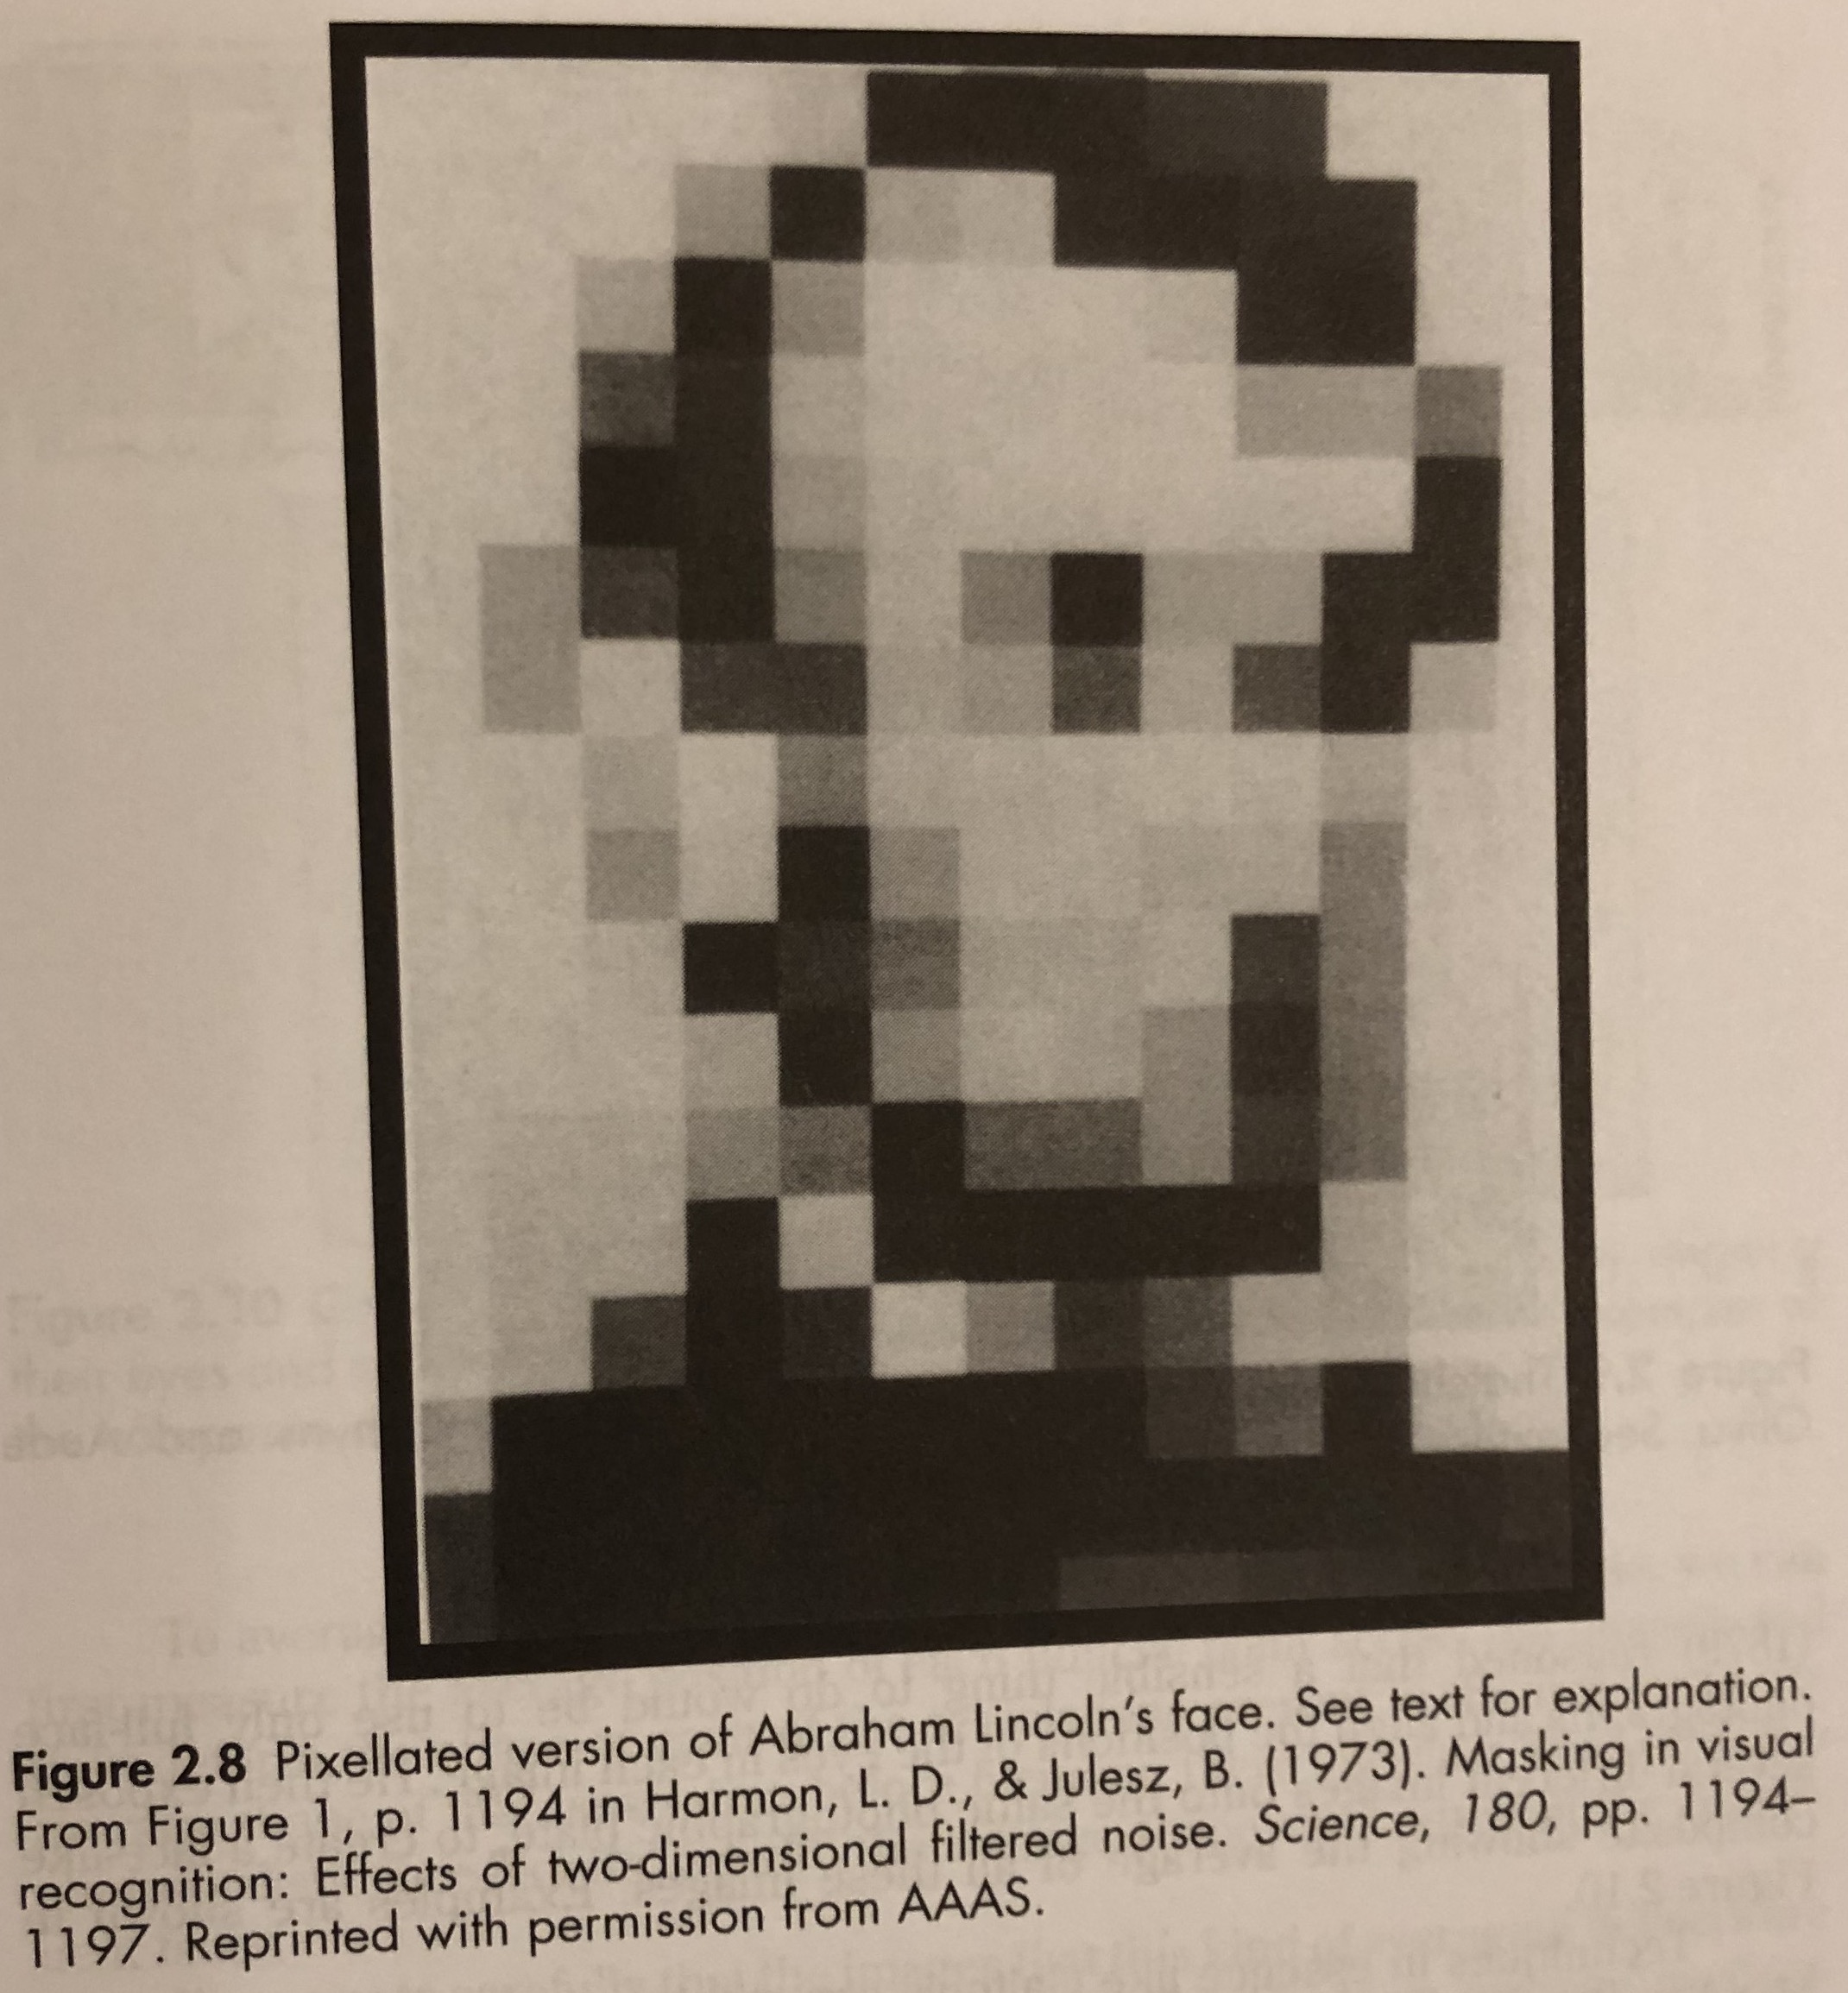 Figure 2.8 Pixellated version of Abraham Lincoln's face. See text for explanation.
From Figure 1, p. 1194 in Harmon, L. D., & Julesz, B. (1973). Masking in visual
recognition: Effects of two-dimensional filtered noise. Science, 180, pp. 1194–
1197. Reprinted with permission from AAAS.